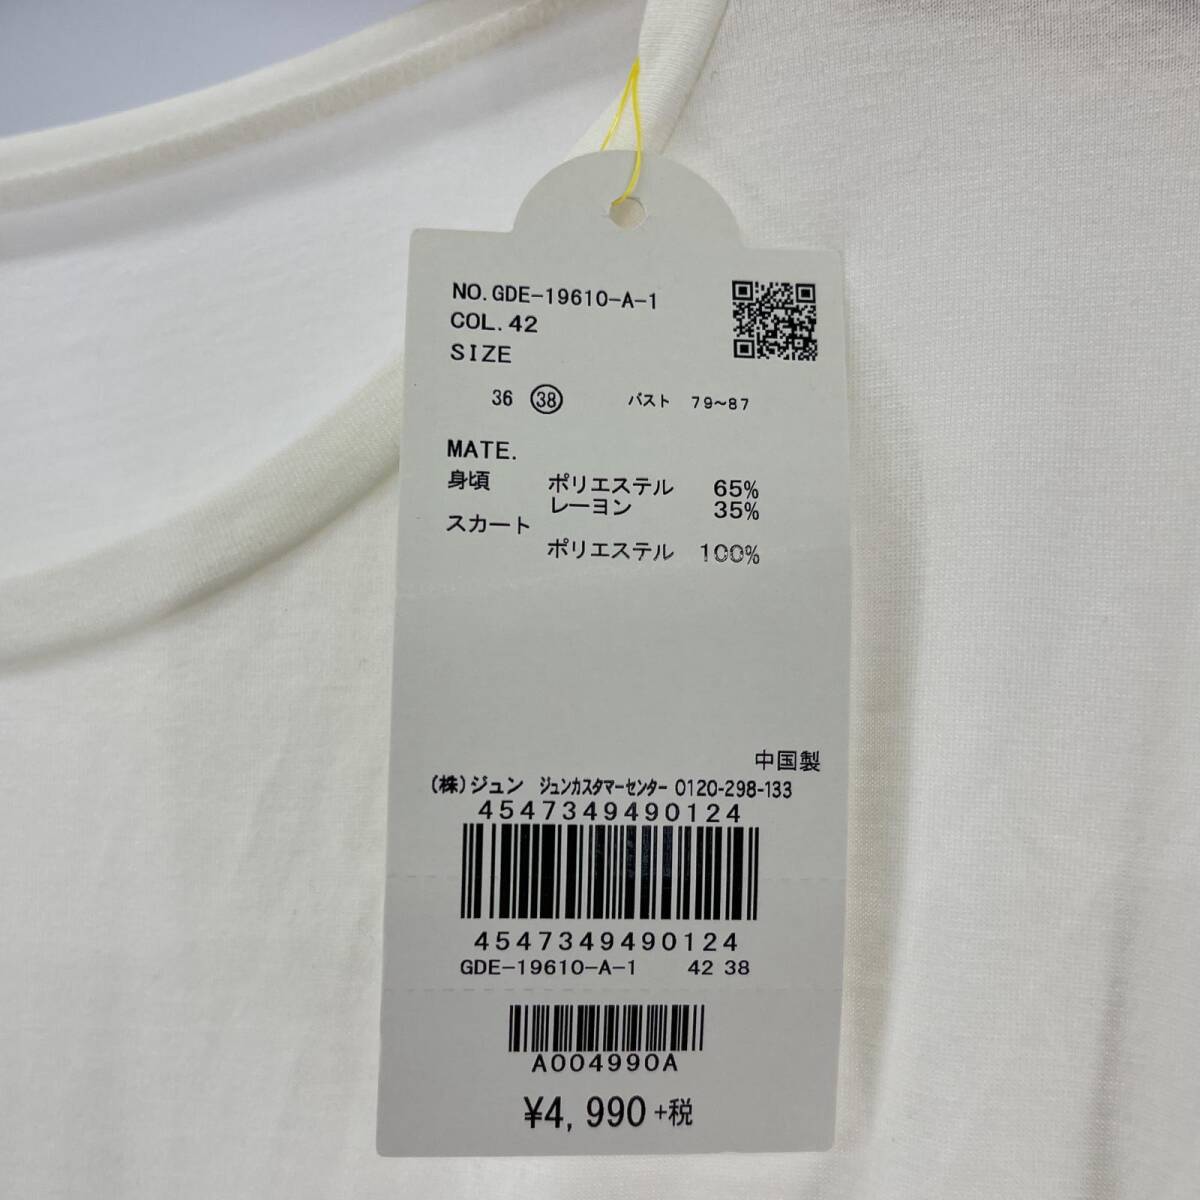 NO.GDE-19610-A-1
COL.42
SIZE
36 38 バスト 79~87
MATE.
身頃 ポリエステル 65%
レーヨン 35%
スカート
ポリエステル 100%
中国製
(株)ジュン ジュンカスタマーセンター 0120-298-133
4547349490124
4547349490124
GDE-19610-A-1 42 38
A004990A
¥4,990+税